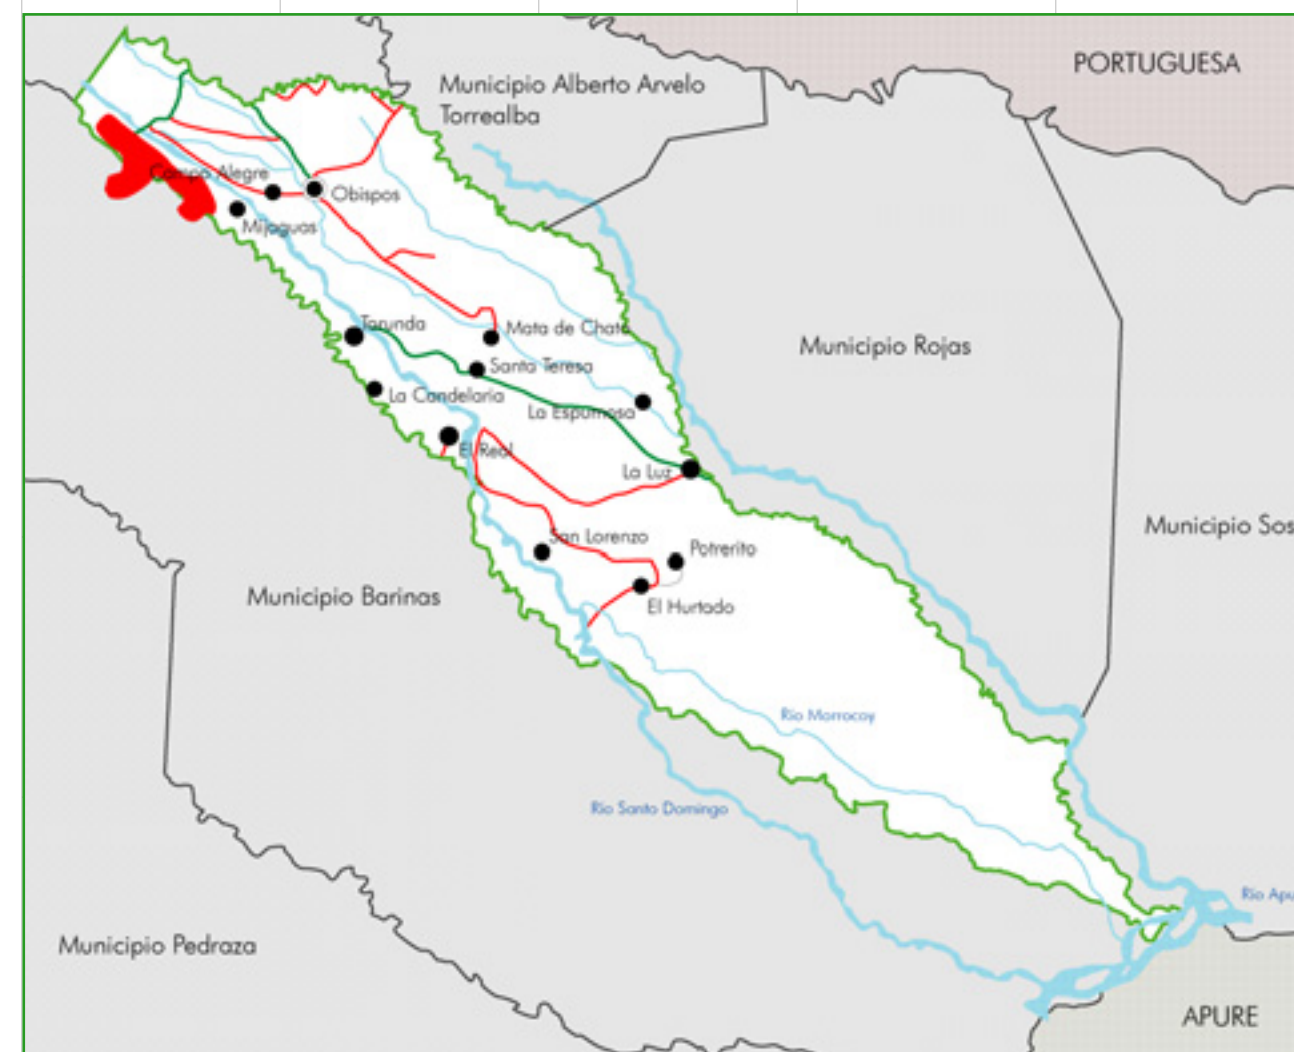 PORTUGUESA
Municipio Alberto Arvelo
Torrealba
Campo Alegre
Obispos
Mijaguas
Torunda
Mata de Chato
Municipio Rojas
Santa Teresa
La Candelaria
La Espumosa
El Real
La Luz
Municipio Sos
San Lorenzo
Potrerito
Municipio Barinas
El Hurtado
Río Morrocoy
Río Santo Domingo
Río Apu
Municipio Pedraza
APURE